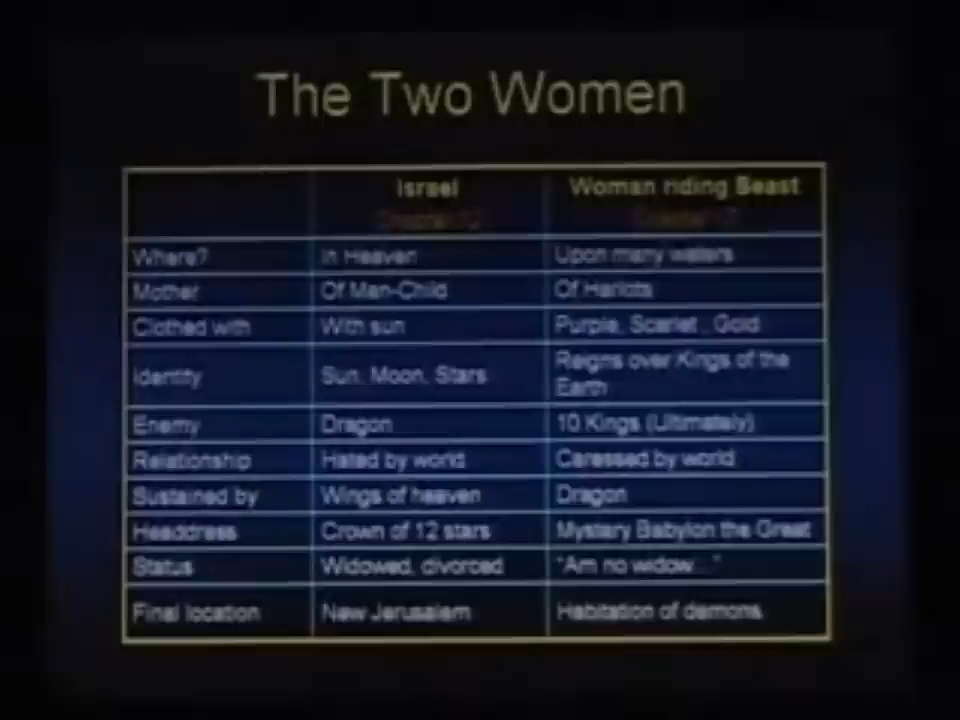 The Two Women
Israel Woman riding Beast
Chapter 12
Where? In Heaven Upon many waters
Mother Of Man-Child Of Harlots
Clothed with With sun Purple, Scarlet , Gold
Identity Sun, Moon, Stars Reigns over Kings of the
Earth
Enemy Dragon 10 Kings (Ultimately)
Relationship Hated by world Caressed by world
Sustained by Wings of heaven Dragon
Headdress Crown of 12 stars Mystery Babylon the Great
Status Widowed, divorced "Am no widow..."
Final location New Jerusalem Habitation of demons